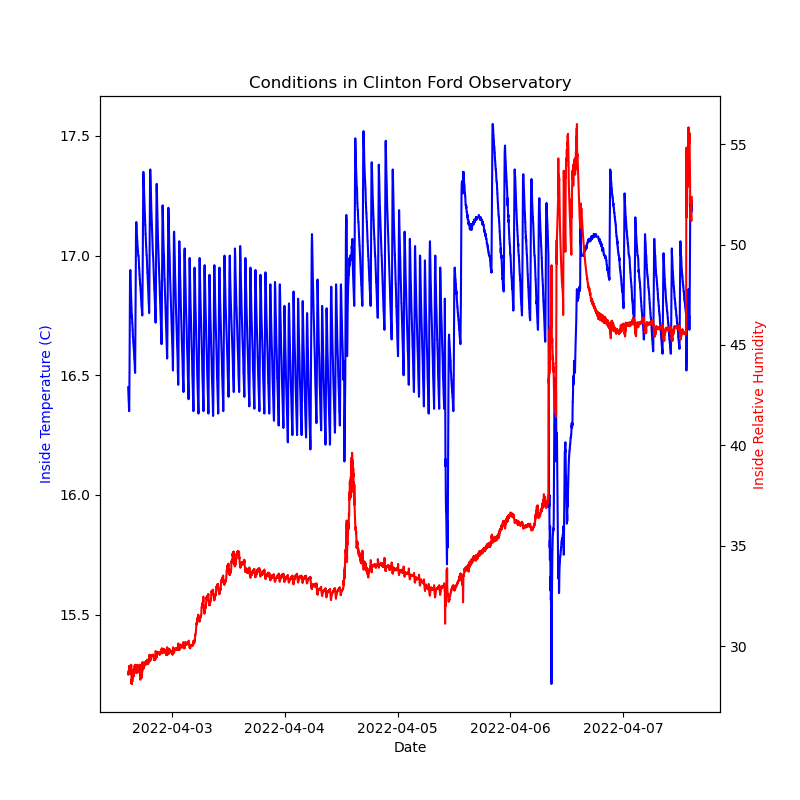 Conditions in Clinton Ford Observatory
17.5
17.0
16.5
16.0
15.5
Inside Temperature (C)
55
50
45
40
35
30
Inside Relative Humidity
2022-04-03 2022-04-04 2022-04-05 2022-04-06 2022-04-07
Date